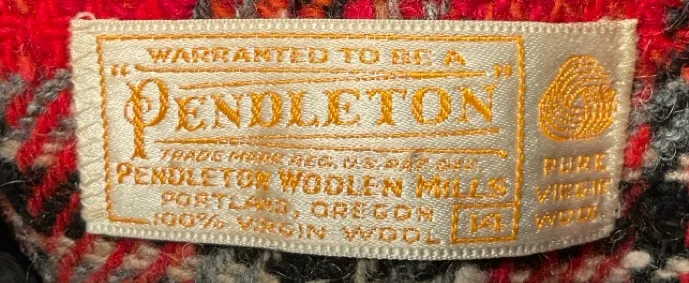 WARRANTED TO BE A
"PENDLETON"
TRADE MARK REG. U.S. PAT. OFF.
PENDLETON WOOLEN MILLS
PORTLAND, OREGON
100% VIRGIN WOOL
14
PURE
VIRGIN
WOOL